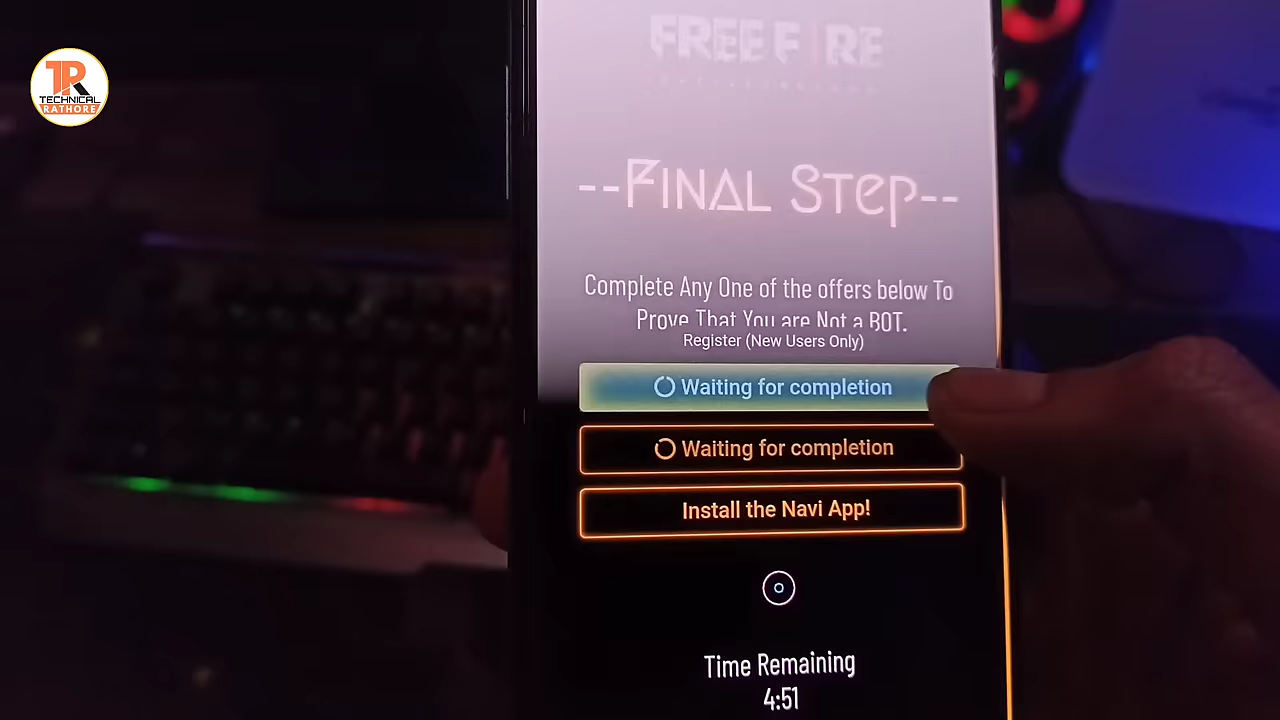 TR
TECHNICAL
RATHORE
FREE FIRE
--FINAL STEP--
Complete Any One of the offers below To
Prove That You are Not a BOT.
Register (New Users Only)
Waiting for completion
Waiting for completion
Install the Navi App!
Time Remaining
4:51